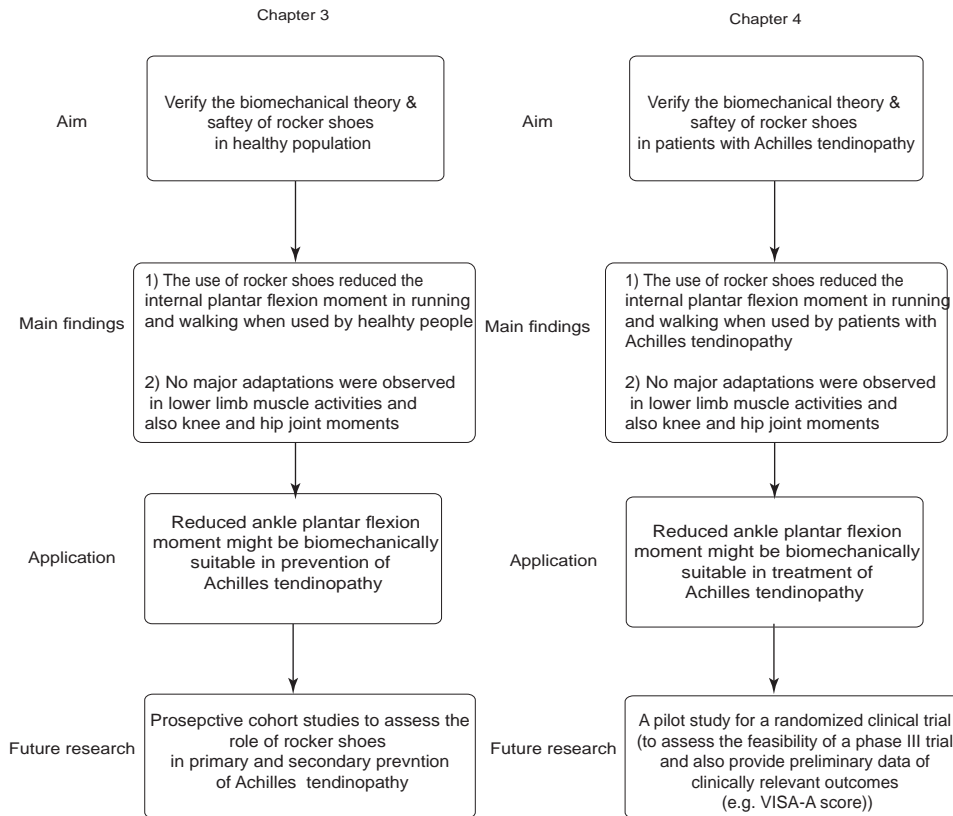 Chapter 3
Aim
Verify the biomechanical theory &
saftey of rocker shoes
in healthy population
Main findings
1) The use of rocker shoes reduced the
internal plantar flexion moment in running
and walking when used by healhty people
2) No major adaptations were observed
in lower limb muscle activities and
also knee and hip joint moments
Application
Reduced ankle plantar flexion
moment might be biomechanically
suitable in prevention of
Achilles tendinopathy
Future research
Prosepctive cohort studies to assess the
role of rocker shoes
in primary and secondary prevntion
of Achilles tendinopathy
Chapter 4
Aim
Verify the biomechanical theory &
saftey of rocker shoes
in patients with Achilles tendinopathy
Main findings
1) The use of rocker shoes reduced the
internal plantar flexion moment in running
and walking when used by patients with
Achilles tendinopathy
2) No major adaptations were observed
in lower limb muscle activities and
also knee and hip joint moments
Application
Reduced ankle plantar flexion
moment might be biomechanically
suitable in treatment of
Achilles tendinopathy
Future research
A pilot study for a randomized clinical trial
(to assess the feasibility of a phase III trial
and also provide preliminary data of
clinically relevant outcomes
(e.g. VISA-A score))